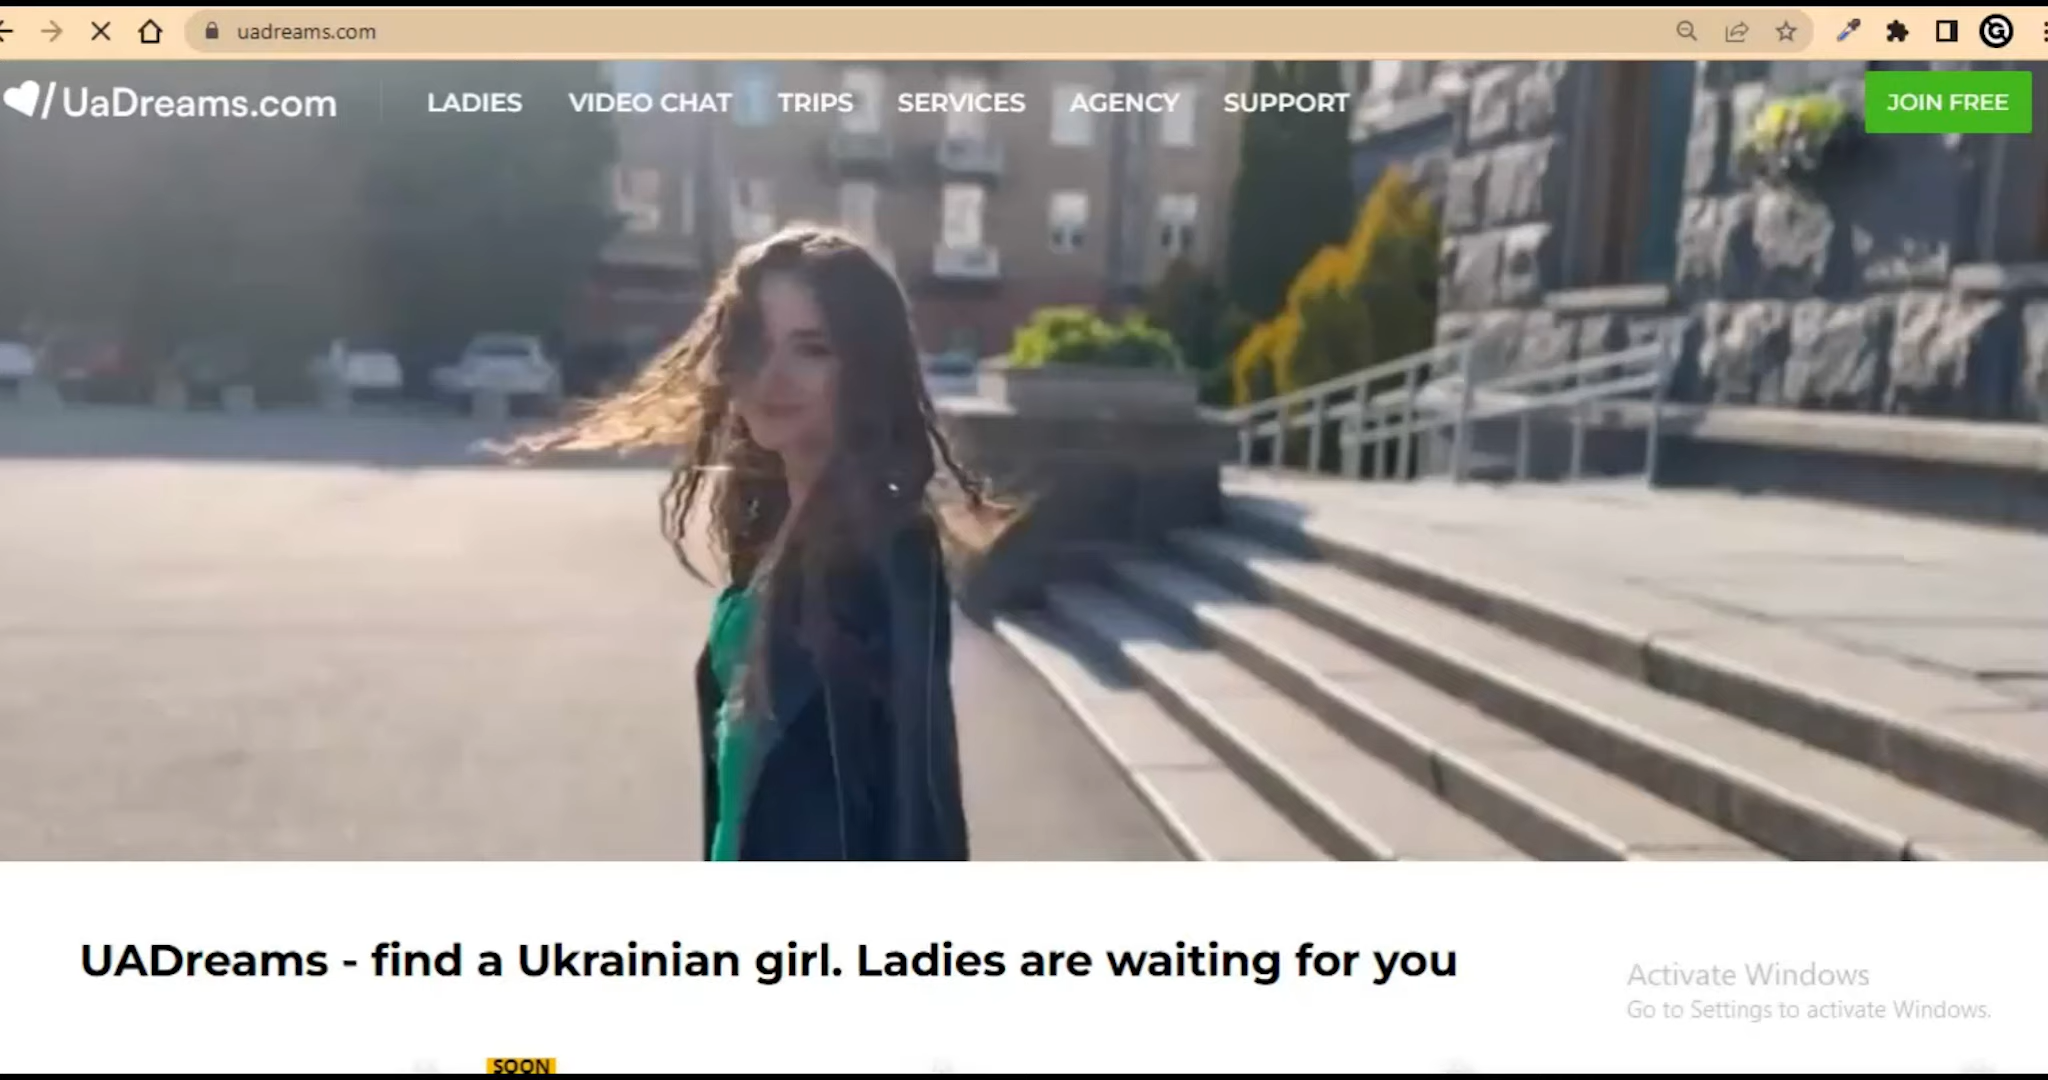 uadreams.com
UaDreams.com
LADIES
VIDEO CHAT
TRIPS
SERVICES
AGENCY
SUPPORT
JOIN FREE
UADreams - find a Ukrainian girl. Ladies are waiting for you
Activate Windows
Go to Settings to activate Windows.
SOON